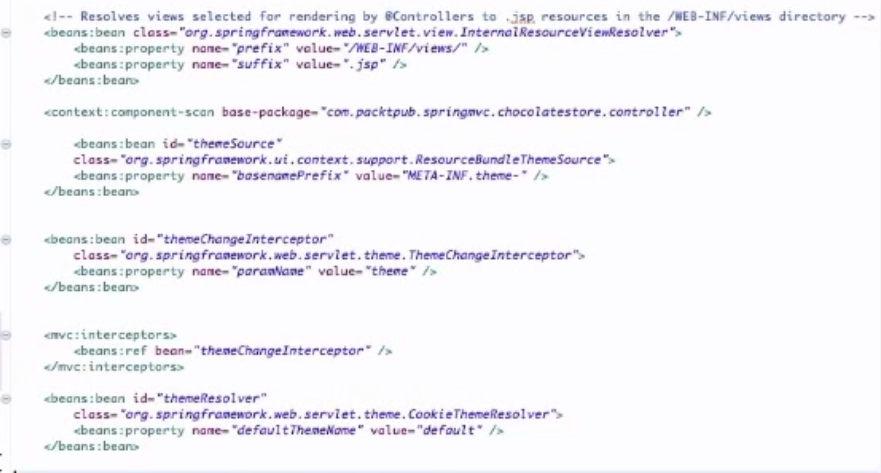 <!-- Resolves views selected for rendering by @Controllers to .jsp resources in the /WEB-INF/views directory -->
<beans:bean class="org.springframework.web.servlet.view.InternalResourceViewResolver">
<beans:property name="prefix" value="/WEB-INF/views/" />
<beans:property name="suffix" value=".jsp" />
</beans:bean>
<context:component-scan base-package="com.packtpub.springmvc.chocolatestore.controller" />
<beans:bean id="themeSource"
class="org.springframework.ui.context.support.ResourceBundleThemeSource">
<beans:property name="basenamePrefix" value="META-INF.theme-" />
</beans:bean>
<beans:bean id="themeChangeInterceptor"
class="org.springframework.web.servlet.theme.ThemeChangeInterceptor">
<beans:property name="paramName" value="theme" />
</beans:bean>
<mvc:interceptors>
<beans:ref bean="themeChangeInterceptor" />
</mvc:interceptors>
<beans:bean id="themeResolver"
class="org.springframework.web.servlet.theme.CookieThemeResolver">
<beans:property name="defaultThemeName" value="default" />
</beans:bean>